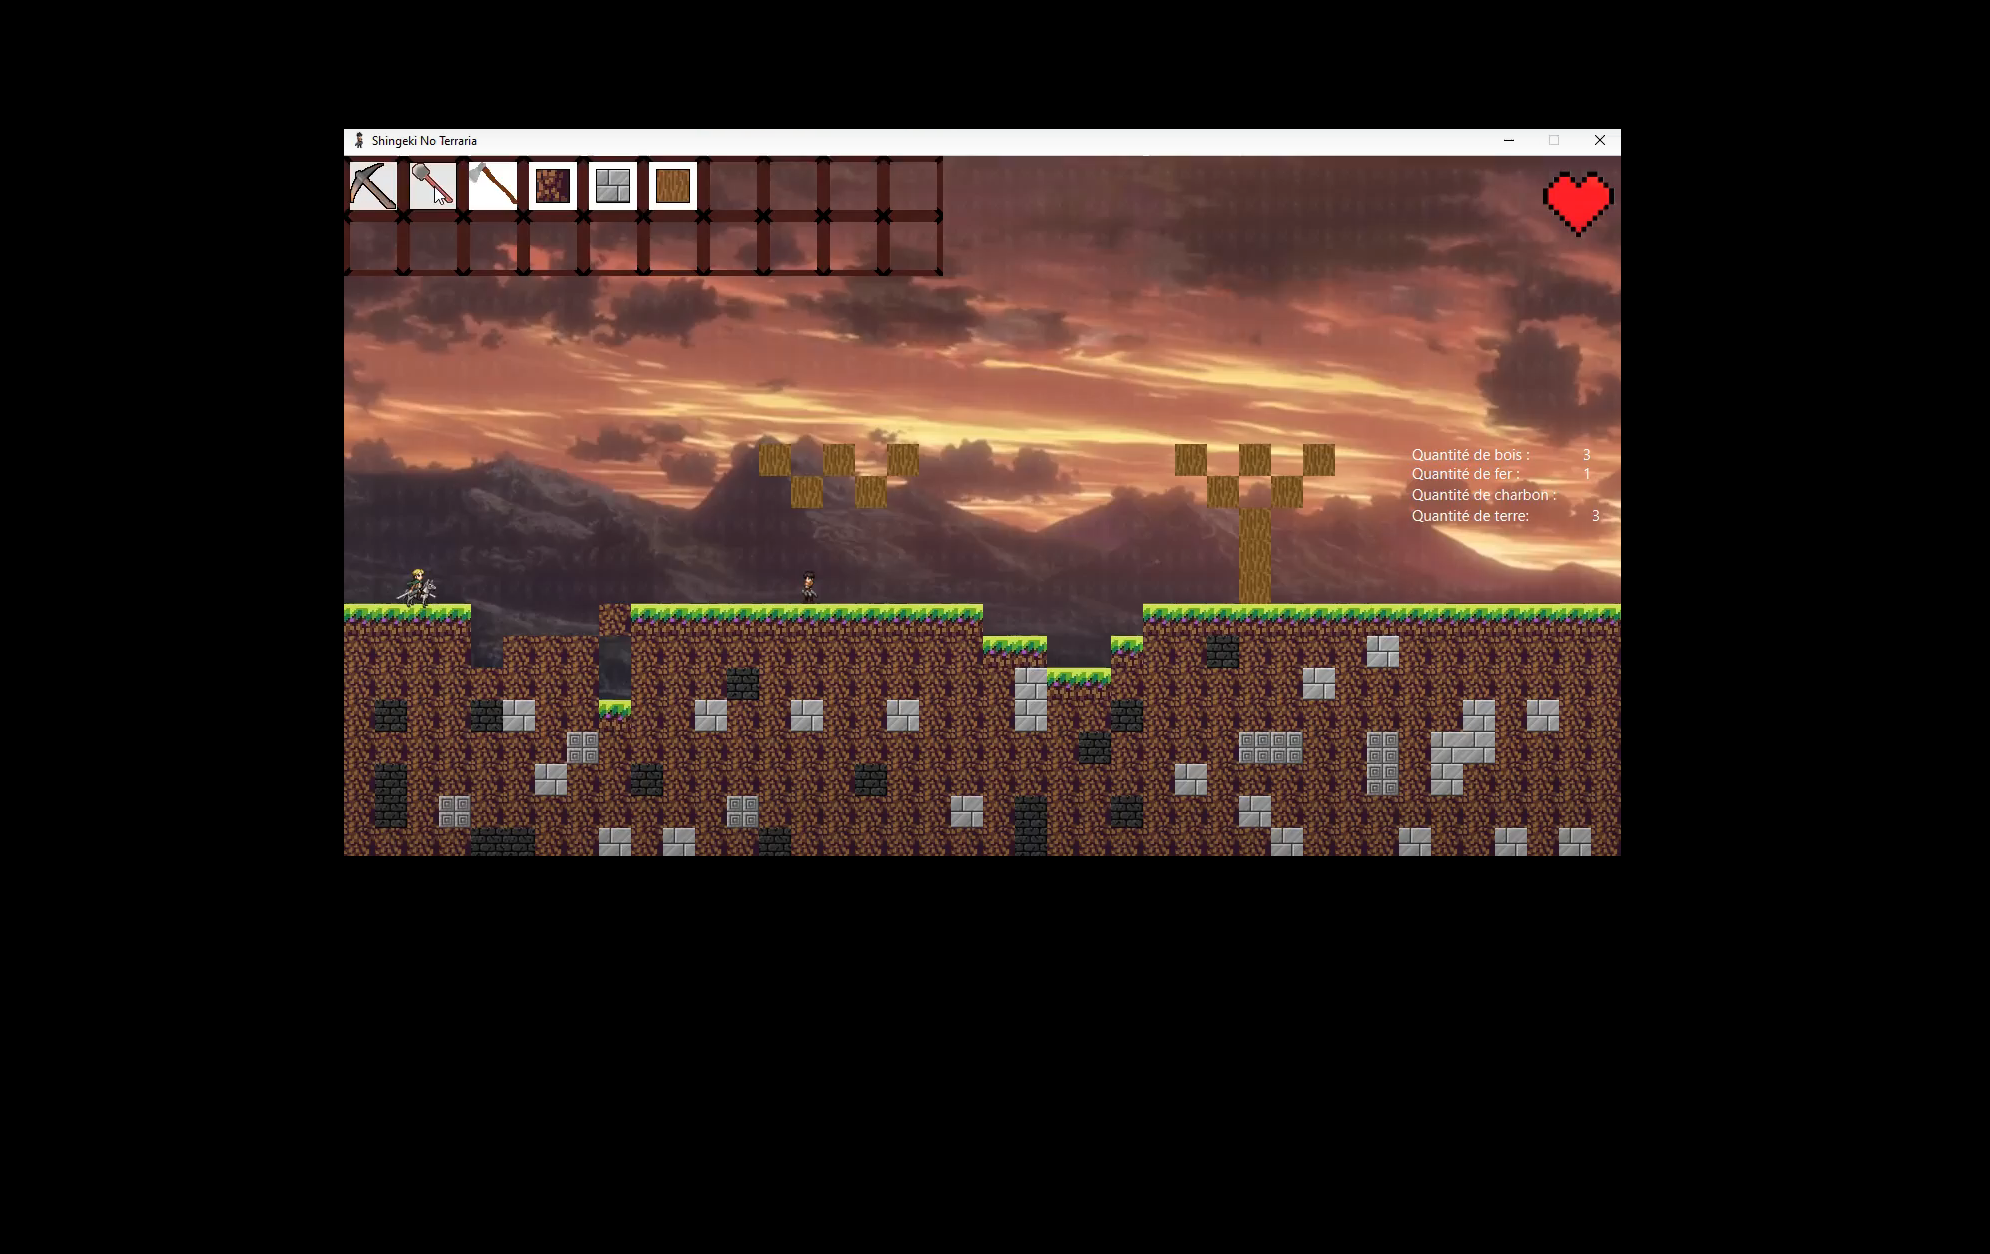 Shingeki No Terraria
Quantité de bois : 3
Quantité de fer : 1
Quantité de charbon :
Quantité de terre: 3